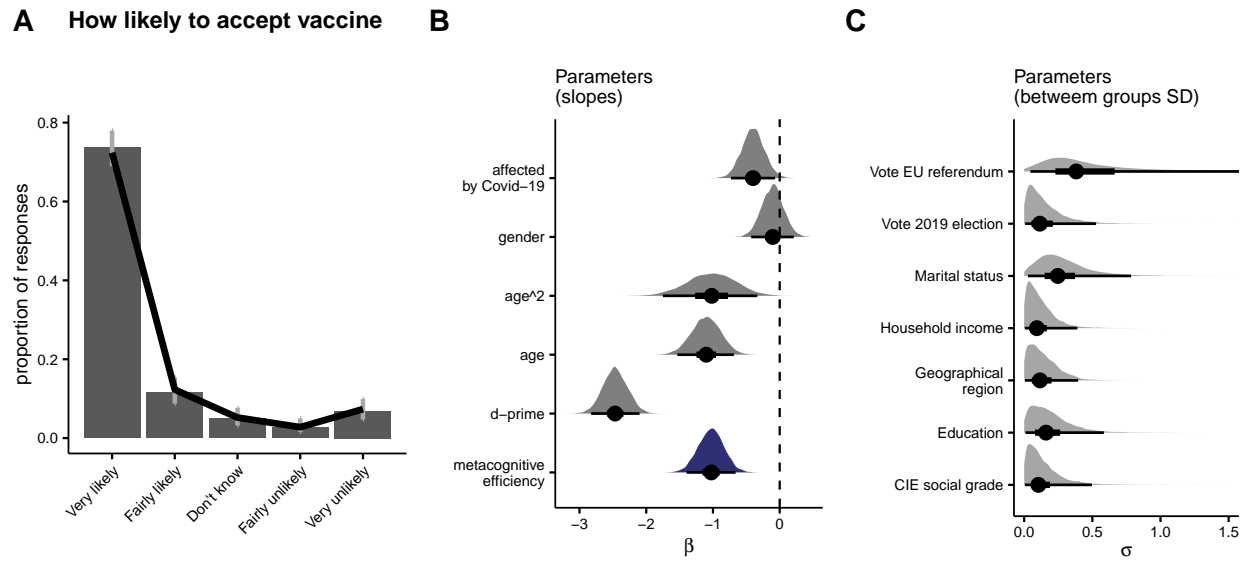 A How likely to accept vaccine
proportion of responses
0.8
0.6
0.4
0.2
0.0
Very likely
Fairly likely
Don't know
Fairly unlikely
Very unlikely
B
Parameters
(slopes)
affected
by Covid−19
gender
age^2
age
d−prime
metacognitive
efficiency
−3
−2
−1
0
β
C
Parameters
(betweem groups SD)
Vote EU referendum
Vote 2019 election
Marital status
Household income
Geographical
region
Education
CIE social grade
0.0
0.5
1.0
1.5
σ